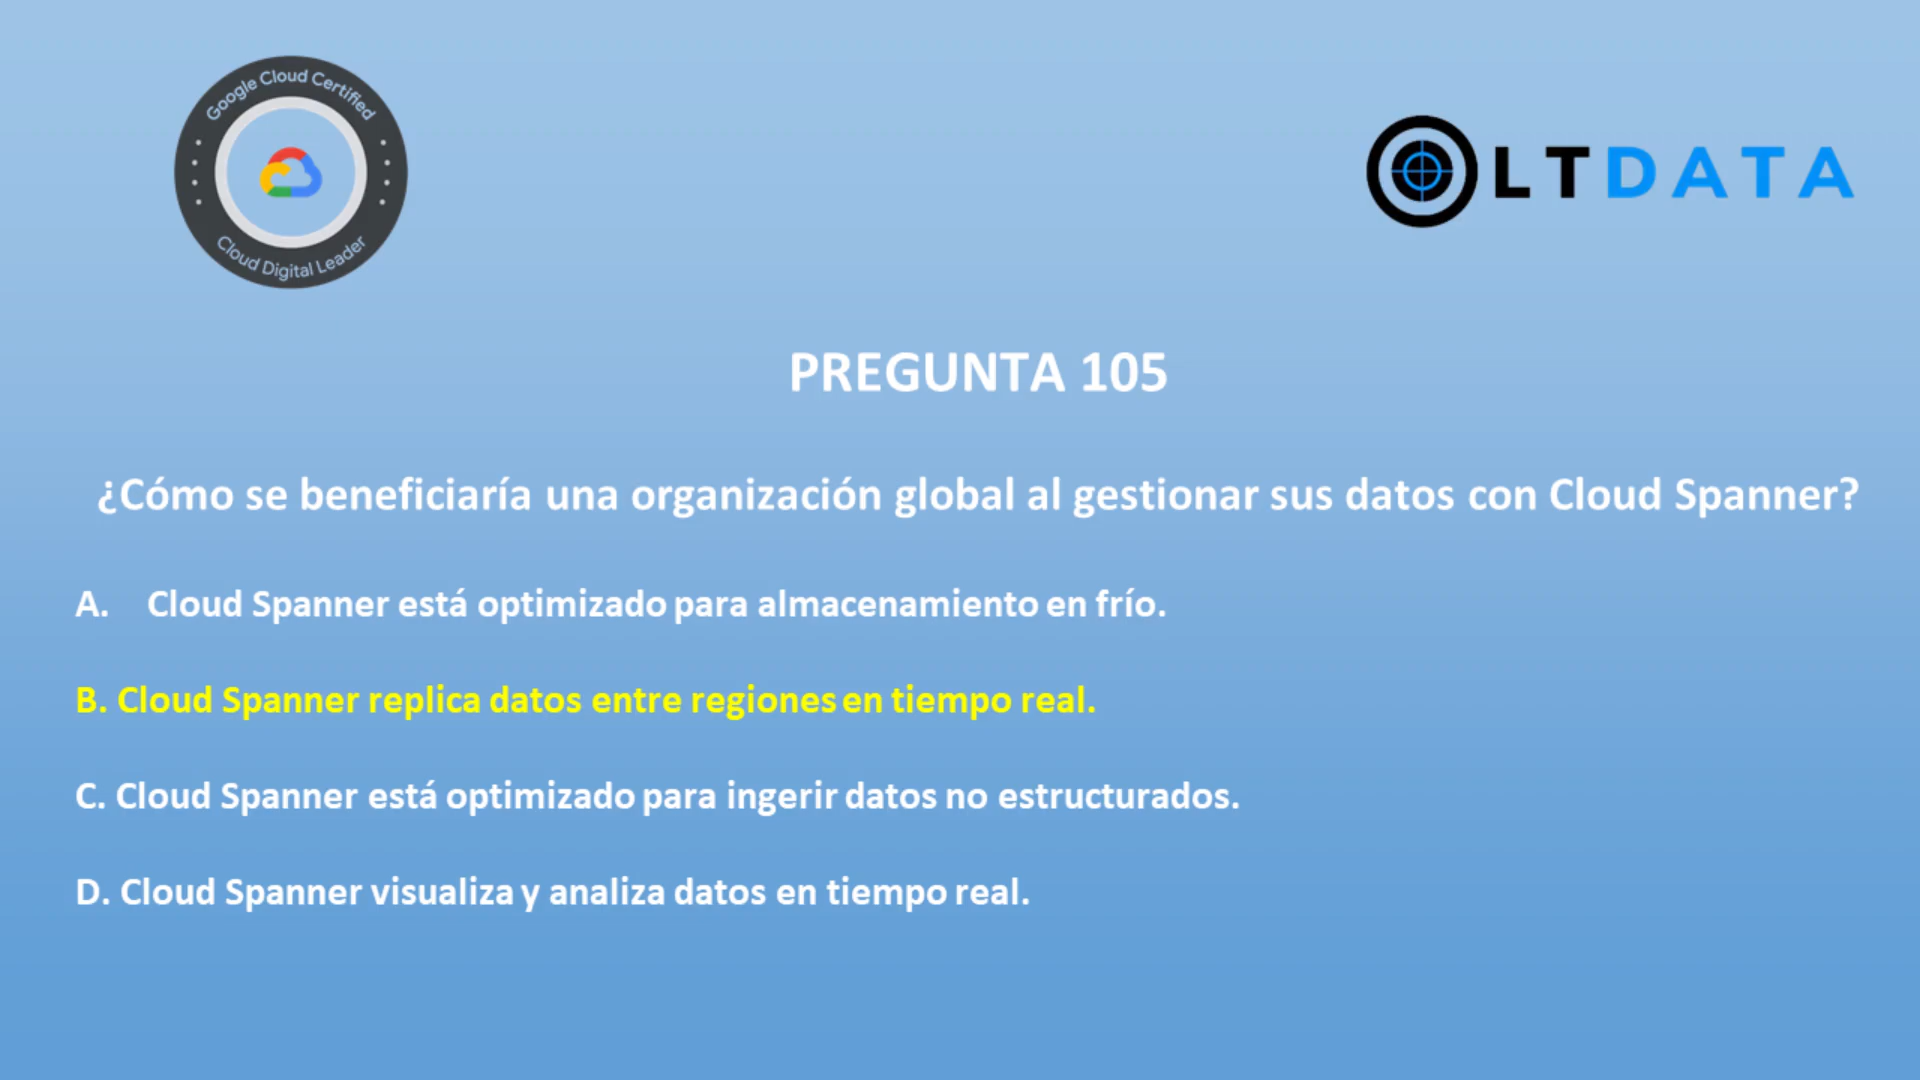 Google Cloud Certified
Cloud Digital Leader
LTDATA
PREGUNTA 105
¿Cómo se beneficiaría una organización global al gestionar sus datos con Cloud Spanner?
A. Cloud Spanner está optimizado para almacenamiento en frío.
B. Cloud Spanner replica datos entre regiones en tiempo real.
C. Cloud Spanner está optimizado para ingerir datos no estructurados.
D. Cloud Spanner visualiza y analiza datos en tiempo real.